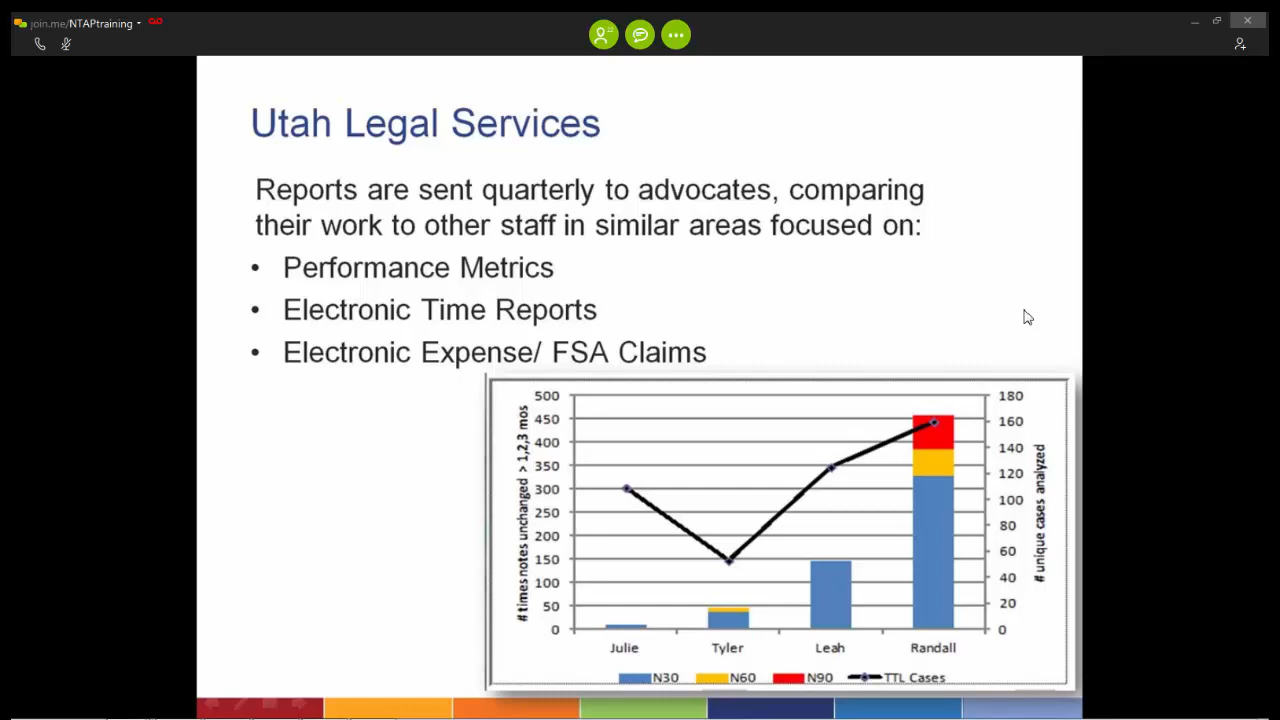 join.me/NTAPtraining
22
Utah Legal Services
Reports are sent quarterly to advocates, comparing
their work to other staff in similar areas focused on:
• Performance Metrics
• Electronic Time Reports
• Electronic Expense/ FSA Claims
# times notes unchanged > 1,2,3 mos
500
450
400
350
300
250
200
150
100
50
0
180
160
140
120
100
80
60
40
20
0
# unique cases analyzed
Julie Tyler Leah Randall
N30 N60 N90 TTL Cases